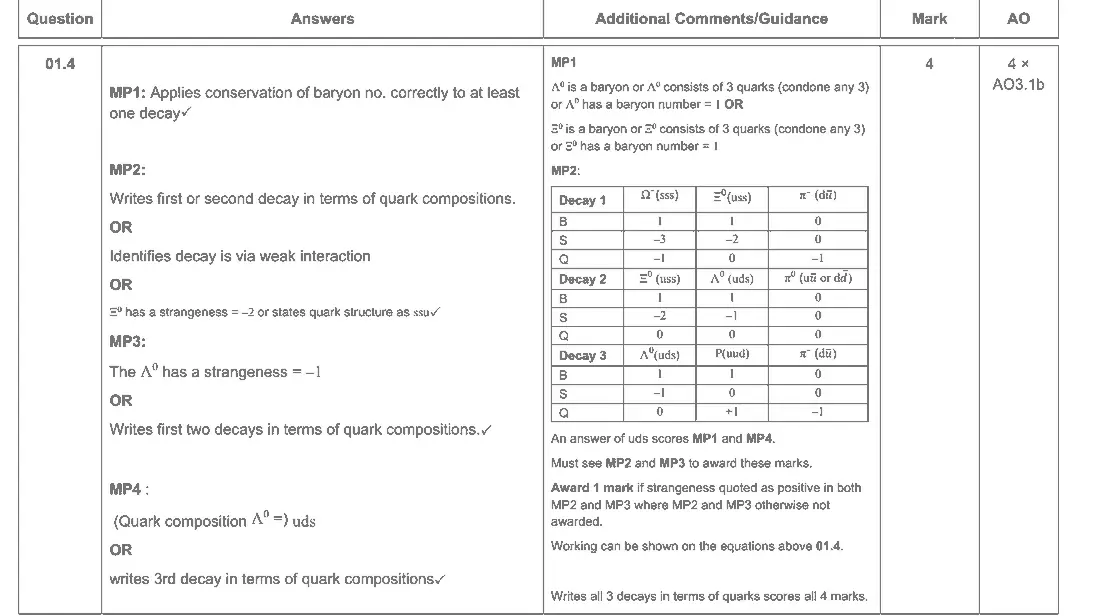 Question Answers Additional Comments/Guidance Mark AO
01.4
MP1: Applies conservation of baryon no. correctly to at least
one decay✓
MP2:
Writes first or second decay in terms of quark compositions.
OR
Identifies decay is via weak interaction
OR
Ξ⁰ has a strangeness = –2 or states quark structure as ssu✓
MP3:
The Λ⁰ has a strangeness = –1
OR
Writes first two decays in terms of quark compositions.✓
MP4 :
(Quark composition Λ⁰ =) uds
OR
writes 3rd decay in terms of quark compositions✓
MP1
Λ⁰ is a baryon or Λ⁰ consists of 3 quarks (condone any 3)
or Λ⁰ has a baryon number = 1 OR
Ξ⁰ is a baryon or Ξ⁰ consists of 3 quarks (condone any 3)
or Ξ⁰ has a baryon number = 1
MP2:
Decay 1 Ω⁻(sss) Ξ⁰(uss) π⁻ (dū)
B 1 1 0
S –3 –2 0
Q –1 0 –1
Decay 2 Ξ⁰ (uss) Λ⁰ (uds) π⁰ (uū or dd̄)
B 1 1 0
S –2 –1 0
Q 0 0 0
Decay 3 Λ⁰(uds) P(uud) π⁻ (dū)
B 1 1 0
S –1 0 0
Q 0 +1 –1
An answer of uds scores MP1 and MP4.
Must see MP2 and MP3 to award these marks.
Award 1 mark if strangeness quoted as positive in both
MP2 and MP3 where MP2 and MP3 otherwise not
awarded.
Working can be shown on the equations above 01.4.
Writes all 3 decays in terms of quarks scores all 4 marks.
4
4 ×
AO3.1b